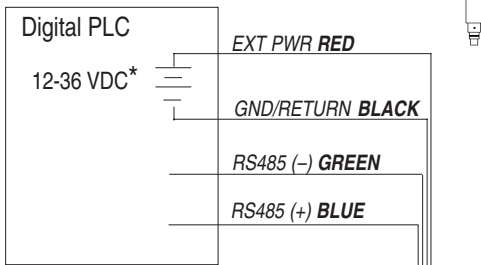 Digital PLC
12-36 VDC*
EXT PWR RED
GND/RETURN BLACK
RS485 (–) GREEN
RS485 (+) BLUE